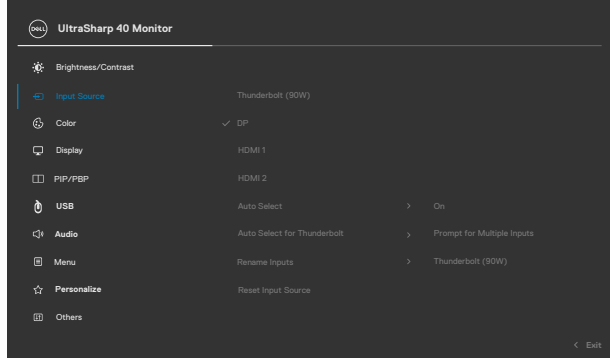 DELL UltraSharp 40 Monitor
Brightness/Contrast
Input Source Thunderbolt (90W)
Color DP
Display HDMI 1
PIP/PBP HDMI 2
USB Auto Select > On
Audio Auto Select for Thunderbolt > Prompt for Multiple Inputs
Menu Rename Inputs > Thunderbolt (90W)
Personalize Reset Input Source
Others
< Exit